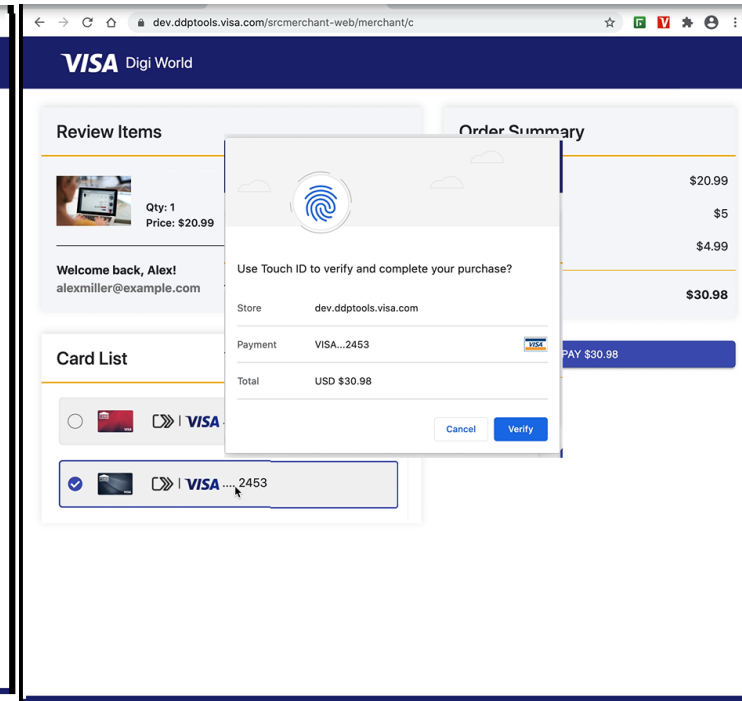 dev.ddptools.visa.com/srcmerchant-web/merchant/c
VISA Digi World
Review Items
Qty: 1
Price: $20.99
Welcome back, Alex!
alexmiller@example.com
Order Summary
$20.99
$5
$4.99
$30.98
PAY $30.98
Use Touch ID to verify and complete your purchase?
Store dev.ddptools.visa.com
Payment VISA...2453 VISA
Total USD $30.98
Cancel Verify
Card List
VISA
VISA .... 2453